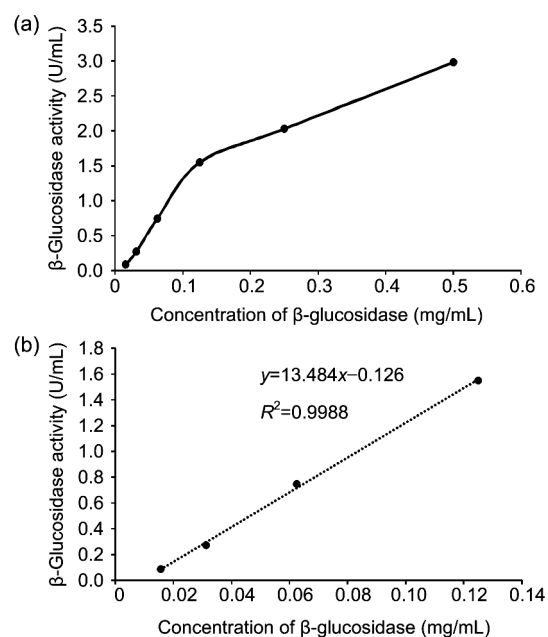 (a)
β-Glucosidase activity (U/mL)
3.5
3.0
2.5
2.0
1.5
1.0
0.5
0.0
0 0.1 0.2 0.3 0.4 0.5 0.6
Concentration of β-glucosidase (mg/mL)
(b)
β-Glucosidase activity (U/mL)
1.8
1.6
1.4
1.2
1.0
0.8
0.6
0.4
0.2
0.0
y=13.484x−0.126
R²=0.9988
0 0.02 0.04 0.06 0.08 0.10 0.12 0.14
Concentration of β-glucosidase (mg/mL)